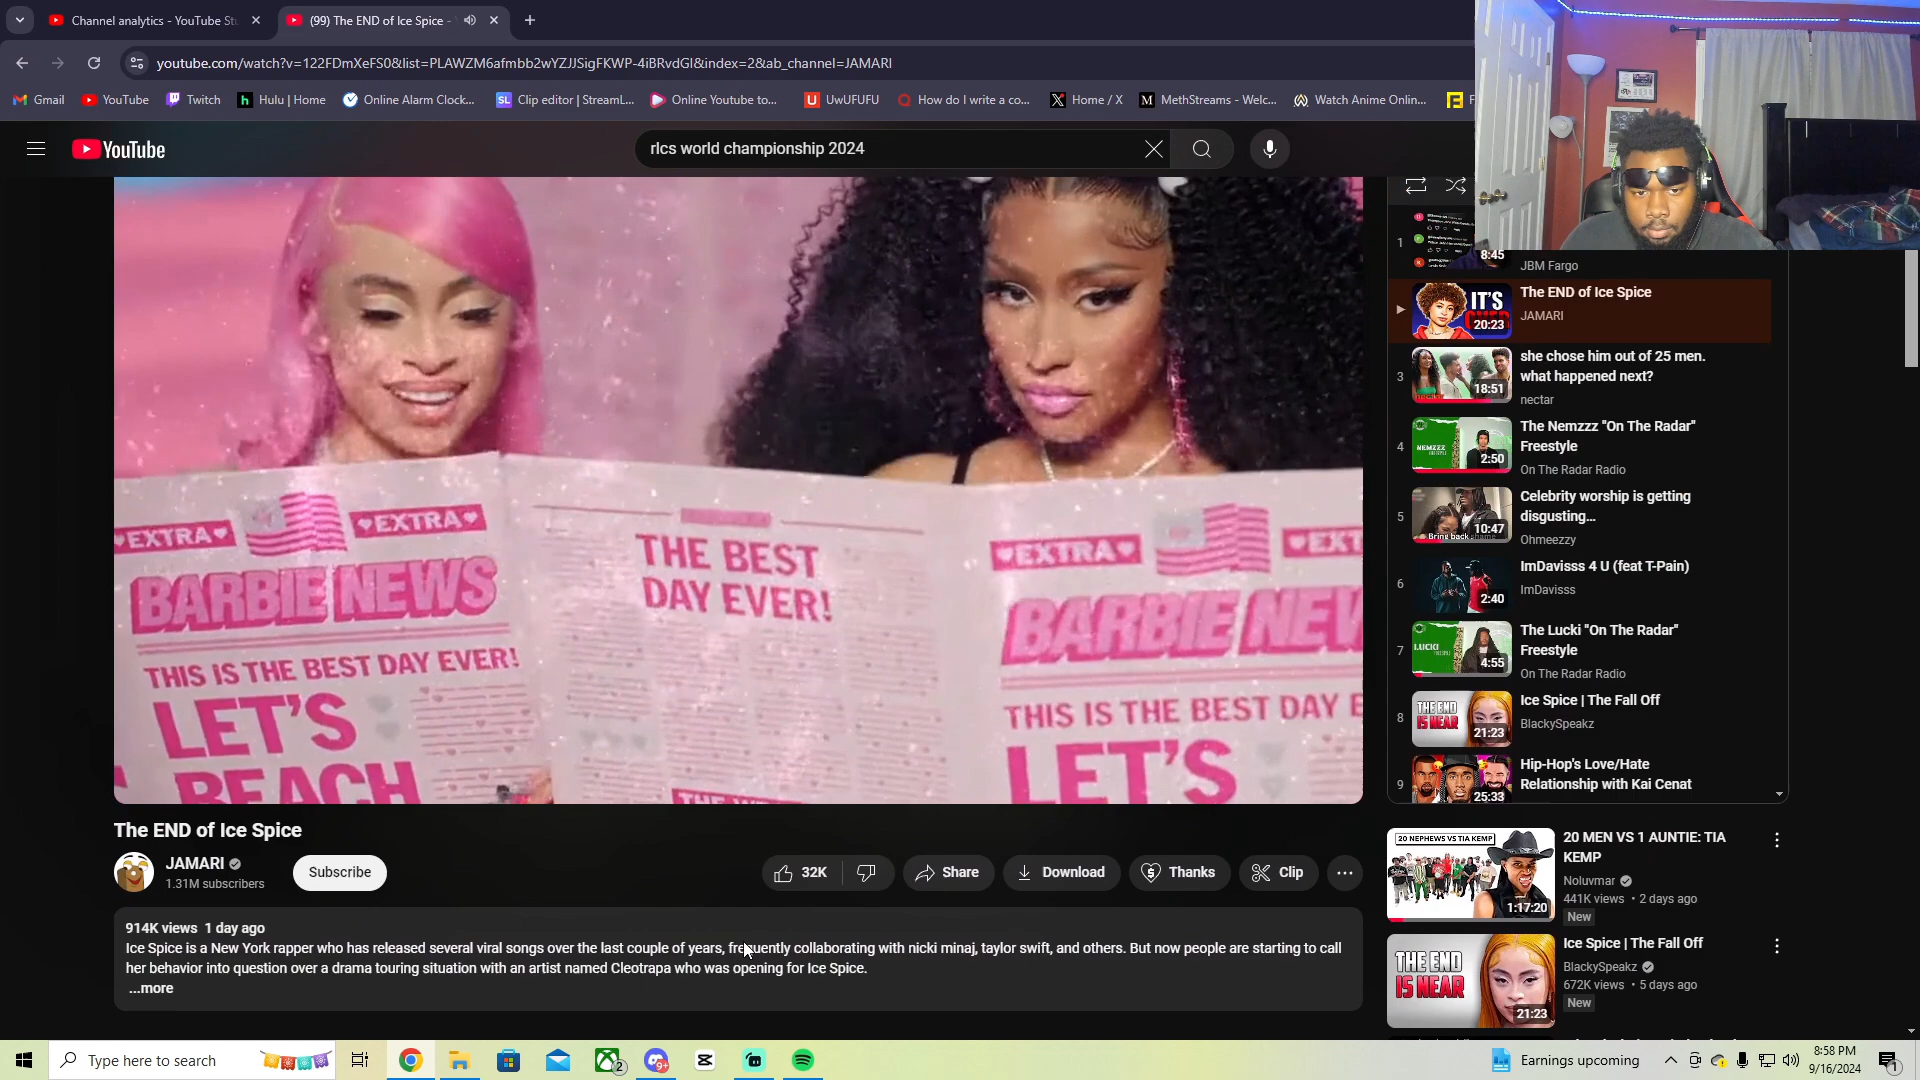 Channel analytics - YouTube St
(99) The END of Ice Spice -
youtube.com/watch?v=122FDmXeFS0&list=PLAWZM6afmbb2wYZJJSigFKWP-4iBRvdGl&index=2&ab_channel=JAMARI
Gmail
YouTube
Twitch
Hulu | Home
Online Alarm Clock...
Clip editor | StreamL...
Online Youtube to...
UwUFUFU
How do I write a co...
Home / X
MethStreams - Welc...
Watch Anime Onlin...
YouTube
rlcs world championship 2024
EXTRA
EXTRA
BARBIE NEWS
THIS IS THE BEST DAY EVER!
LET'S
BEACH
THE BEST
DAY EVER!
EXTRA
EXT
BARBIE NEW
THIS IS THE BEST DAY E
LET'S
The END of Ice Spice
JAMARI
1.31M subscribers
Subscribe
32K
Share
Download
Thanks
Clip
914K views 1 day ago
Ice Spice is a New York rapper who has released several viral songs over the last couple of years, frequently collaborating with nicki minaj, taylor swift, and others. But now people are starting to call
her behavior into question over a drama touring situation with an artist named Cleotrapa who was opening for Ice Spice.
...more
1
8:45
JBM Fargo
IT'S
20:23
The END of Ice Spice
JAMARI
3
18:51
she chose him out of 25 men.
what happened next?
nectar
4
NEMZZZ
2:50
The Nemzzz "On The Radar"
Freestyle
On The Radar Radio
5
10:47
Bring back shame
Celebrity worship is getting
disgusting...
Ohmeezzy
6
2:40
ImDavisss 4 U (feat T-Pain)
ImDavisss
7
LUCKI
4:55
The Lucki "On The Radar"
Freestyle
On The Radar Radio
8
THE END
IS NEAR
21:23
Ice Spice | The Fall Off
BlackySpeakz
9
25:33
Hip-Hop's Love/Hate
Relationship with Kai Cenat
20 NEPHEWS VS TIA KEMP
1:17:20
20 MEN VS 1 AUNTIE: TIA
KEMP
Noluvmar
441K views • 2 days ago
New
THE END
IS NEAR
21:23
Ice Spice | The Fall Off
BlackySpeakz
672K views • 5 days ago
New
Type here to search
2
9+
Earnings upcoming
8:58 PM
9/16/2024
1